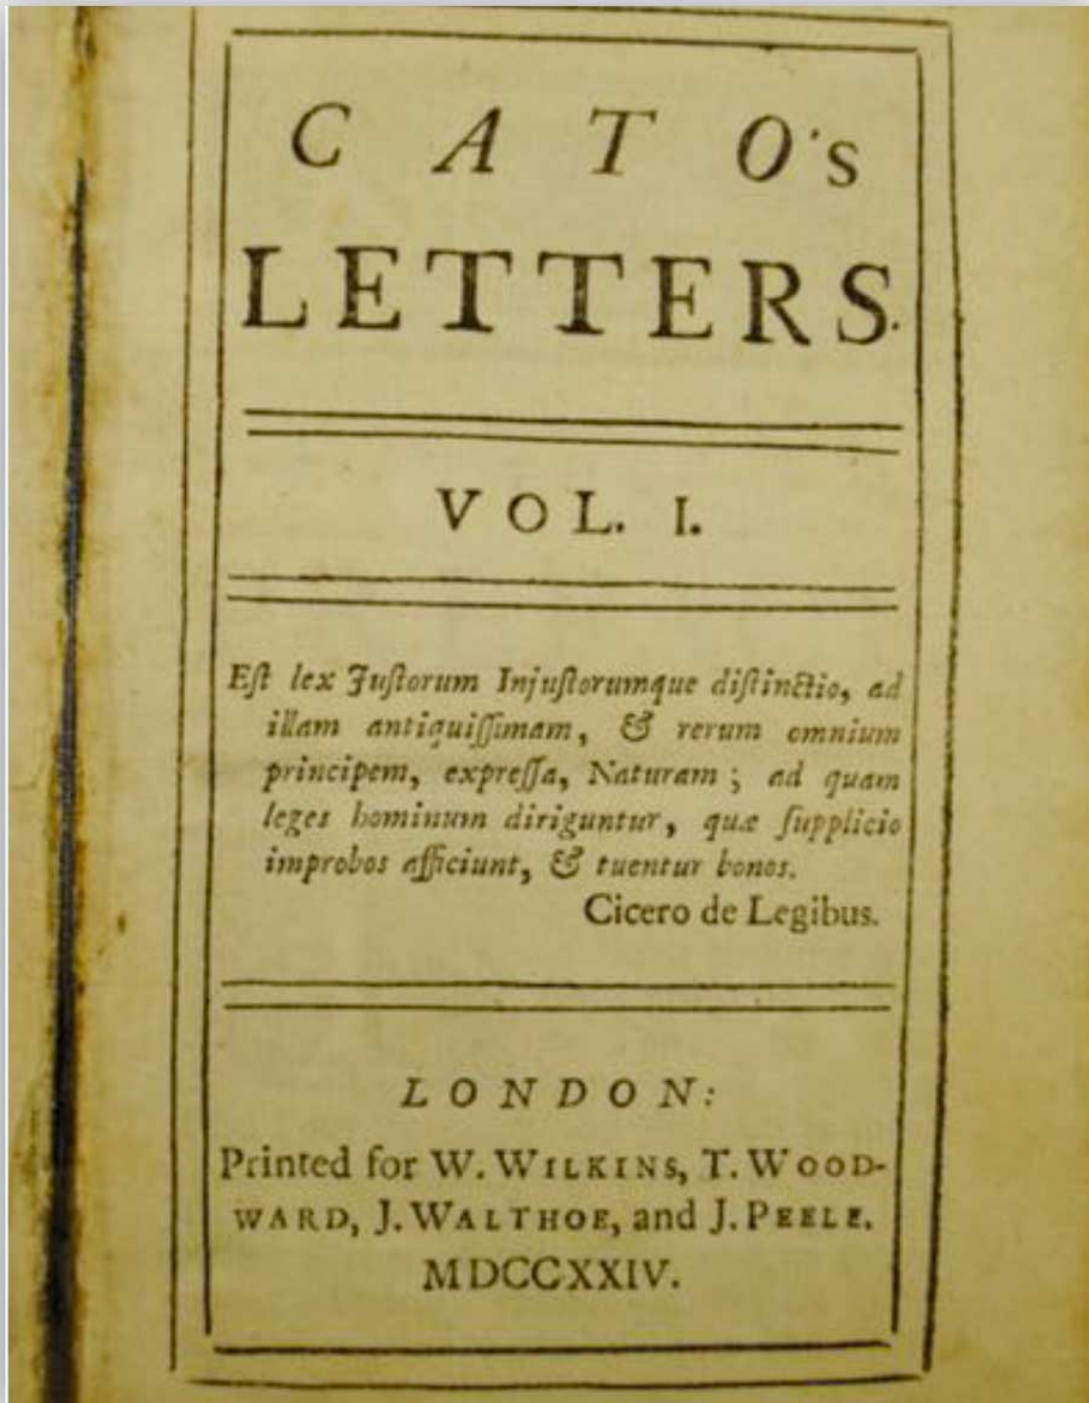 CATO's
LETTERS.
VOL. I.
Eſt lex Juſtorum Injuſtorumque diſtinctio, ad
illam antiquiſſimam, & rerum omnium
principem, expreſſa, Naturam; ad quam
leges hominum diriguntur, quæ ſupplicio
improbos afficiunt, & tuentur bonos.
Cicero de Legibus.
LONDON:
Printed for W. WILKINS, T. WOOD-
WARD, J. WALTHOE, and J. PEELE.
MDCCXXIV.